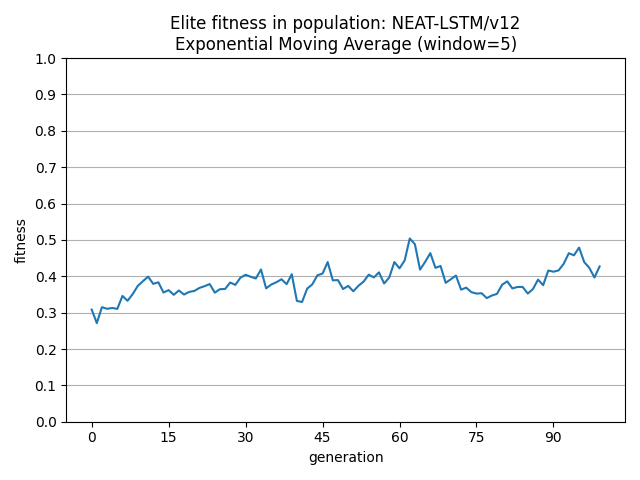 Elite fitness in population: NEAT-LSTM/v12
Exponential Moving Average (window=5)
1.0
0.9
0.8
0.7
0.6
0.5
0.4
0.3
0.2
0.1
0.0
fitness
0 15 30 45 60 75 90
generation